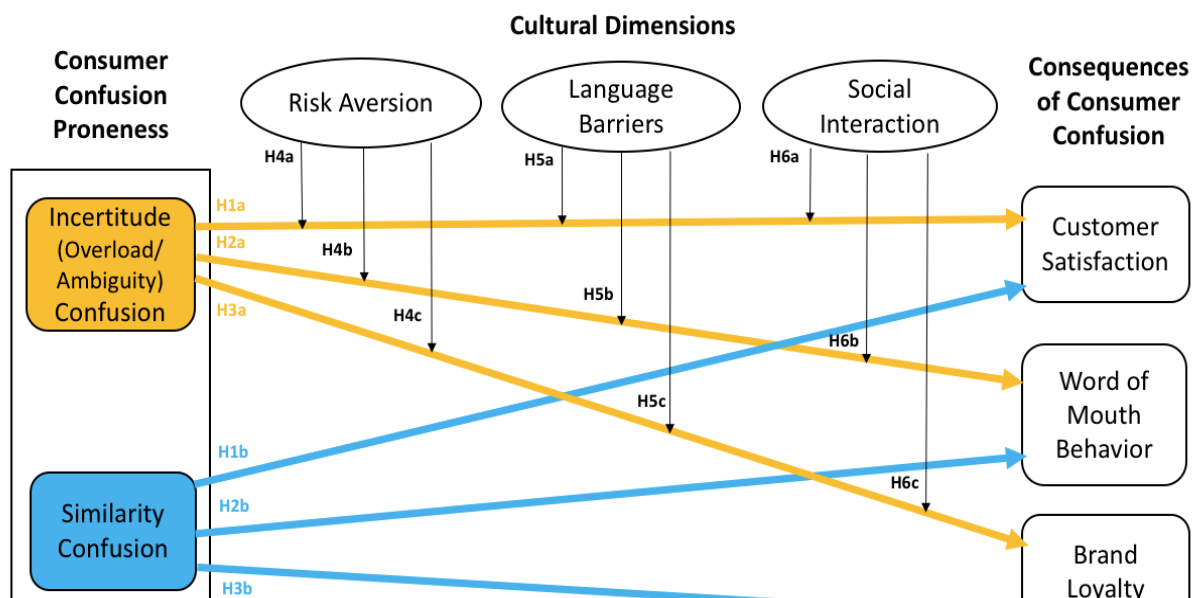 Cultural Dimensions
Consumer
Confusion
Proneness
Risk Aversion
Language
Barriers
Social
Interaction
Consequences
of Consumer
Confusion
H4a
H5a
H6a
Incertitude
(Overload/
Ambiguity)
Confusion
H1a
H2a
H3a
H4b
H4c
H5b
H6b
H5c
H6c
Customer
Satisfaction
Word of
Mouth
Behavior
H1b
H2b
H3b
Similarity
Confusion
Brand
Loyalty